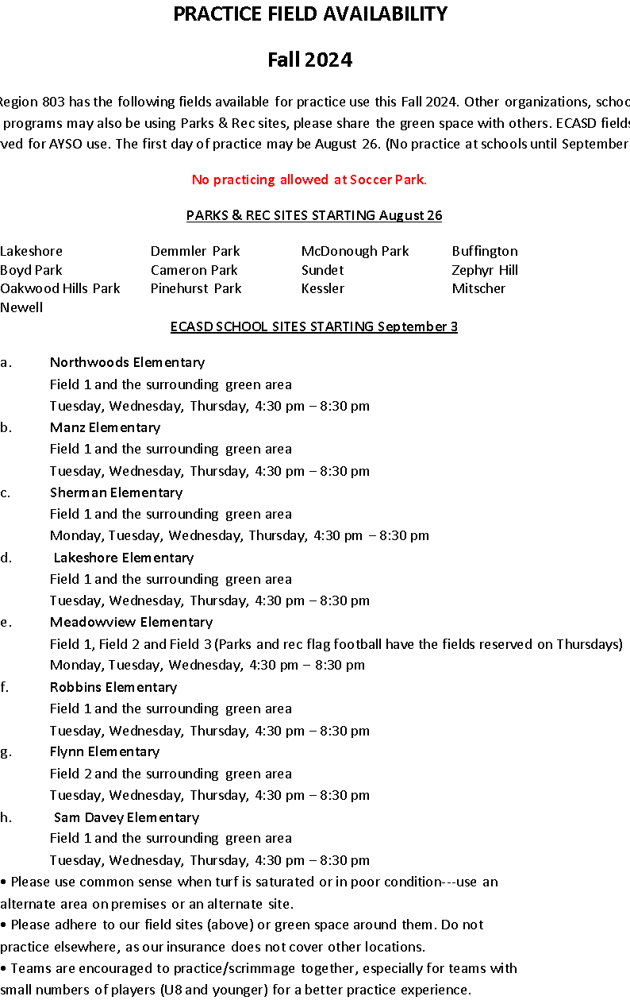 PRACTICE FIELD AVAILABILITY
Fall 2024
Region 803 has the following fields available for practice use this Fall 2024. Other organizations,
programs may also be using Parks & Rec sites, please share the green space with others. ECASD fields
for AYSO use. The first day of practice may be August 26. (No practice at schools until September
No practicing allowed at Soccer Park.
PARKS & REC SITES STARTING August 26
Lakeshore Demmler Park McDonough Park Buffington
Boyd Park Cameron Park Sundet Zephyr Hill
Oakwood Hills Park Pinehurst Park Kessler Mitscher
Newell
ECASD SCHOOL SITES STARTING September 3
a. Northwoods Elementary
Field 1 and the surrounding green area
Tuesday, Wednesday, Thursday, 4:30 pm – 8:30 pm
b. Manz Elementary
Field 1 and the surrounding green area
Tuesday, Wednesday, Thursday, 4:30 pm – 8:30 pm
c. Sherman Elementary
Field 1 and the surrounding green area
Monday, Tuesday, Wednesday, Thursday, 4:30 pm – 8:30 pm
d. Lakeshore Elementary
Field 1 and the surrounding green area
Tuesday, Wednesday, Thursday, 4:30 pm – 8:30 pm
e. Meadowview Elementary
Field 1, Field 2 and Field 3 (Parks and rec flag football have the fields reserved on Thursdays)
Monday, Tuesday, Wednesday, 4:30 pm – 8:30 pm
f. Robbins Elementary
Field 1 and the surrounding green area
Tuesday, Wednesday, Thursday, 4:30 pm – 8:30 pm
g. Flynn Elementary
Field 2 and the surrounding green area
Tuesday, Wednesday, Thursday, 4:30 pm – 8:30 pm
h. Sam Davey Elementary
Field 1 and the surrounding green area
Tuesday, Wednesday, Thursday, 4:30 pm – 8:30 pm
• Please use common sense when turf is saturated or in poor condition---use an
alternate area on premises or an alternate site.
• Please adhere to our field sites (above) or green space around them. Do not
practice elsewhere, as our insurance does not cover other locations.
• Teams are encouraged to practice/scrimmage together, especially for teams with
small numbers of players (U8 and younger) for a better practice experience.